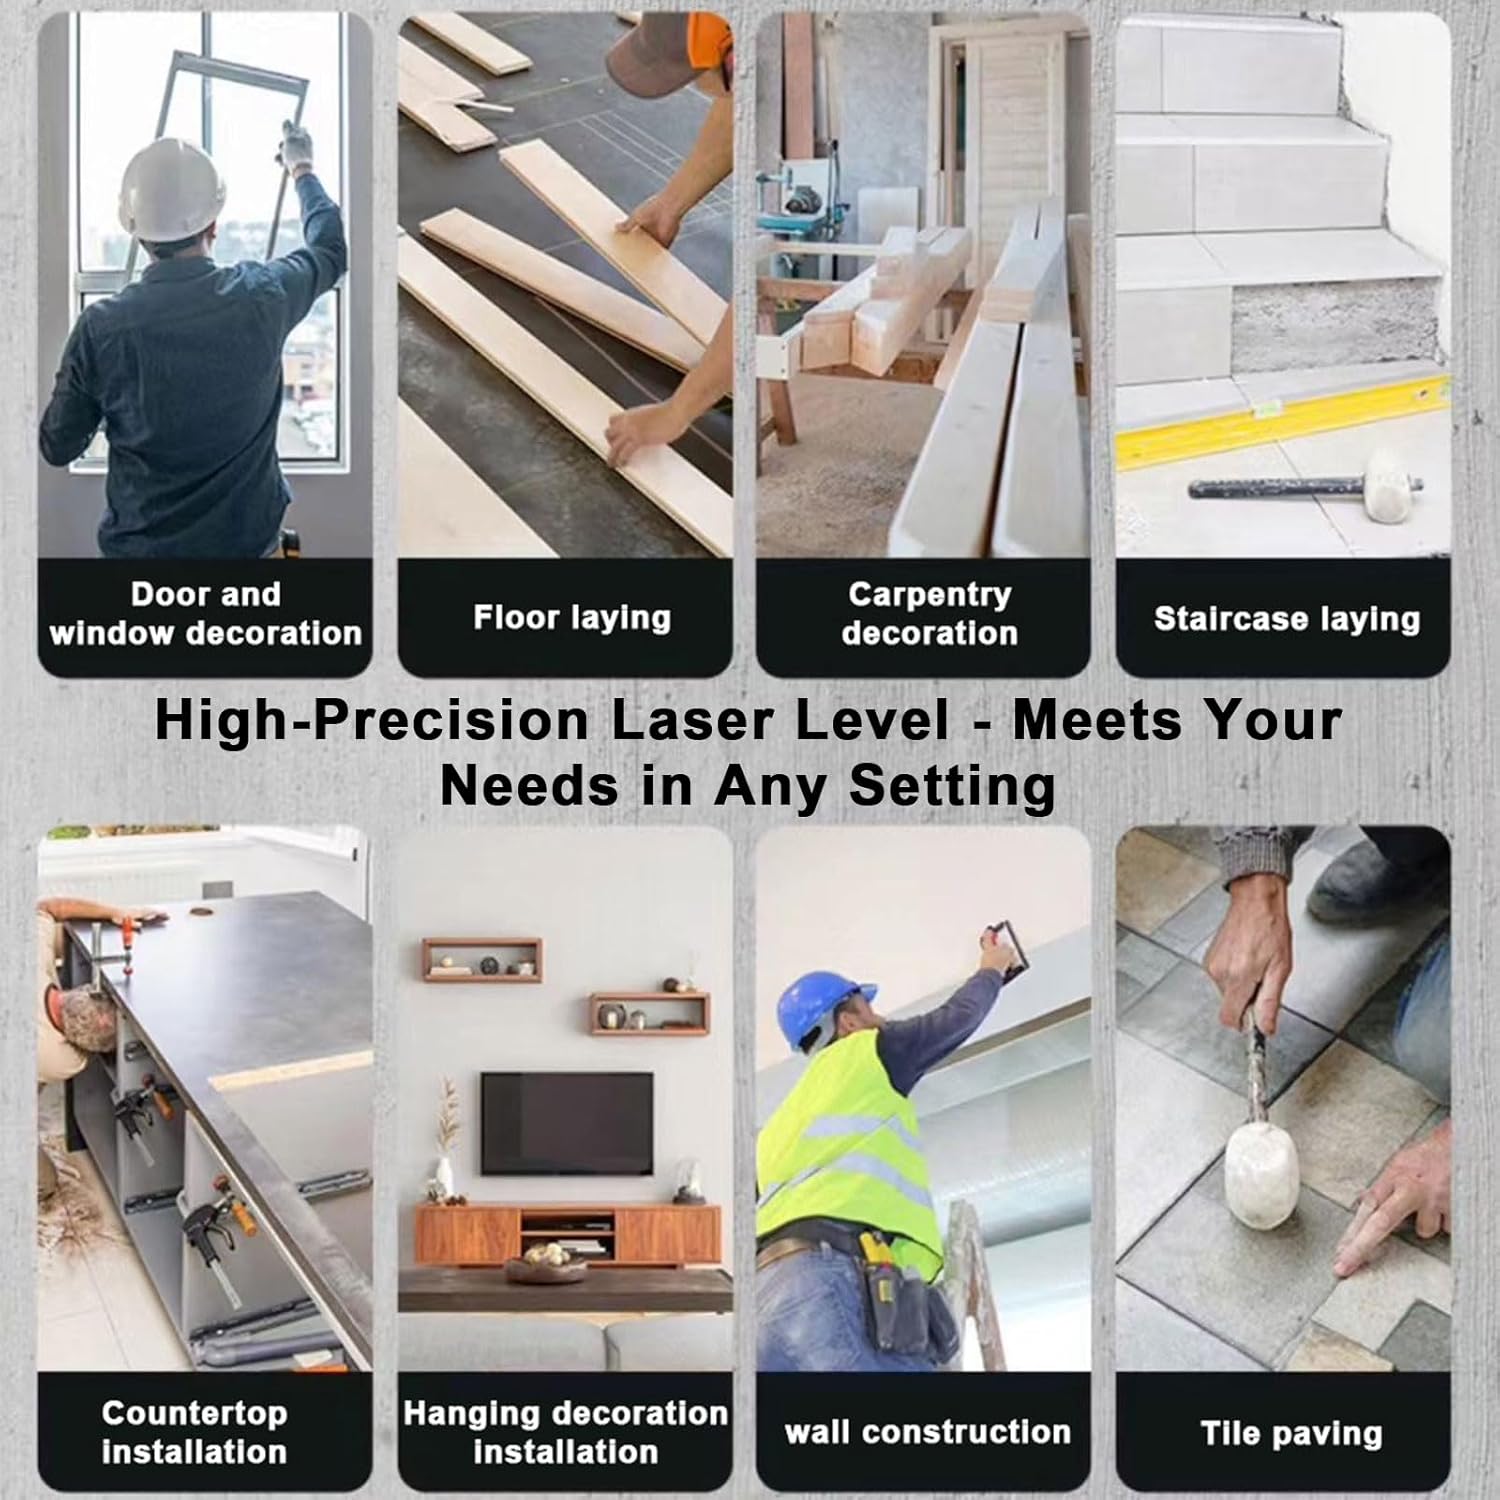 Door and
window decoration
Floor laying
Carpentry
decoration
Staircase laying
High-Precision Laser Level - Meets Your
Needs in Any Setting
Countertop
installation
Hanging decoration
installation
wall construction
Tile paving